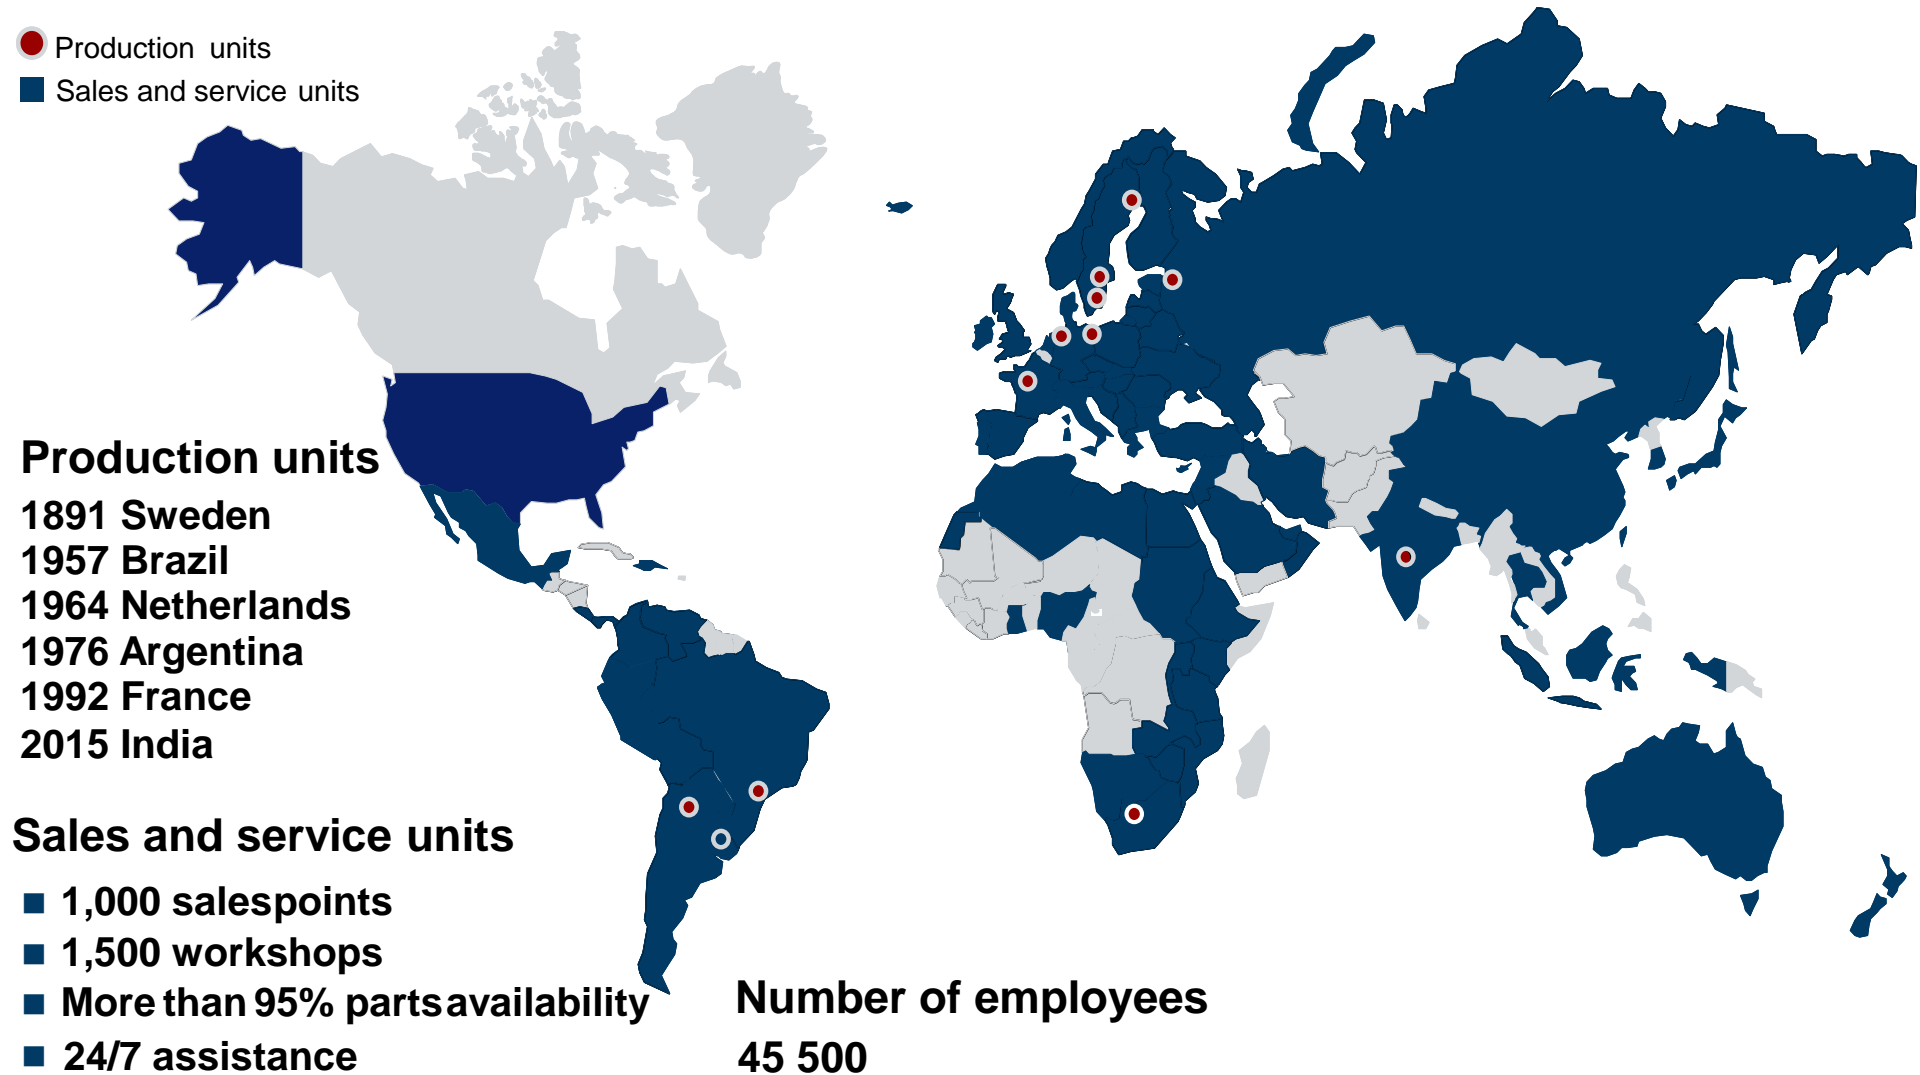 Production units
Sales and service units
Production units
1891 Sweden
1957 Brazil
1964 Netherlands
1976 Argentina
1992 France
2015 India
Sales and service units
1,000 salespoints
1,500 workshops
More than 95% parts availability
24/7 assistance
Number of employees
45 500